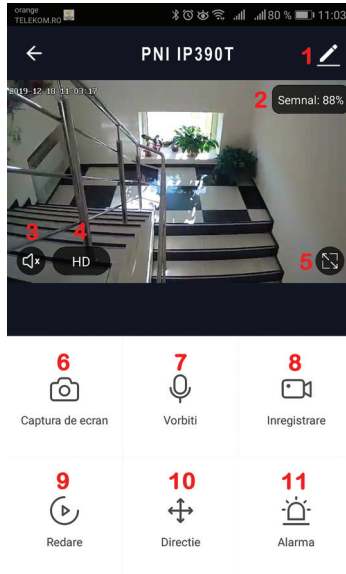 orange
TELEKOM.RO
80 % 11:03
PNI IP390T
1
2019-12-18 11:03:17
2
Semnal: 88%
3
4
HD
5
6
7
8
Captura de ecran
Vorbiti
Inregistrare
9
10
11
Redare
Directie
Alarma